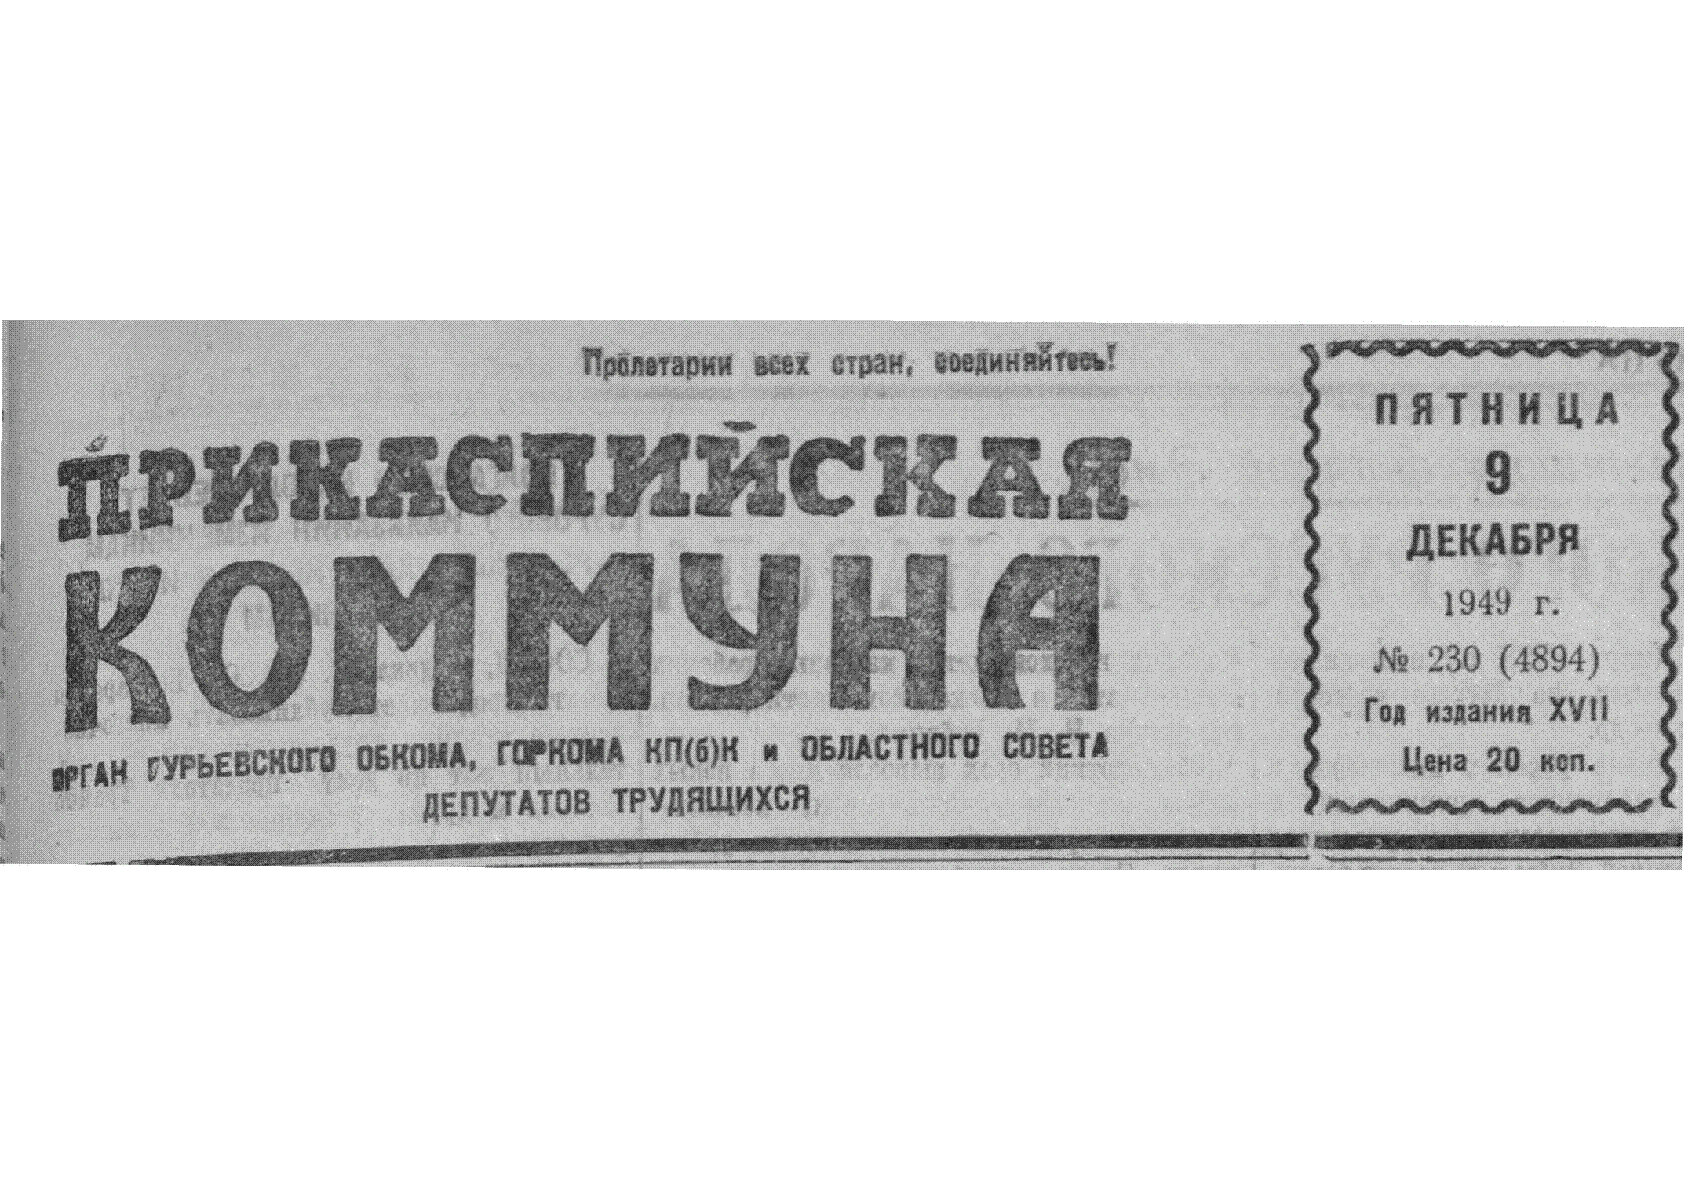 Пролетарии всех стран, соединяйтесь!
ПРИКАСПИЙСКАЯ
КОММУНА
ОРГАН ГУРЬЕВСКОГО ОБКОМА, ГОРКОМА КП(б)К и ОБЛАСТНОГО СОВЕТА
ДЕПУТАТОВ ТРУДЯЩИХСЯ
ПЯТНИЦА
9
ДЕКАБРЯ
1949 г.
№ 230 (4894)
Год издания XVII
Цена 20 коп.